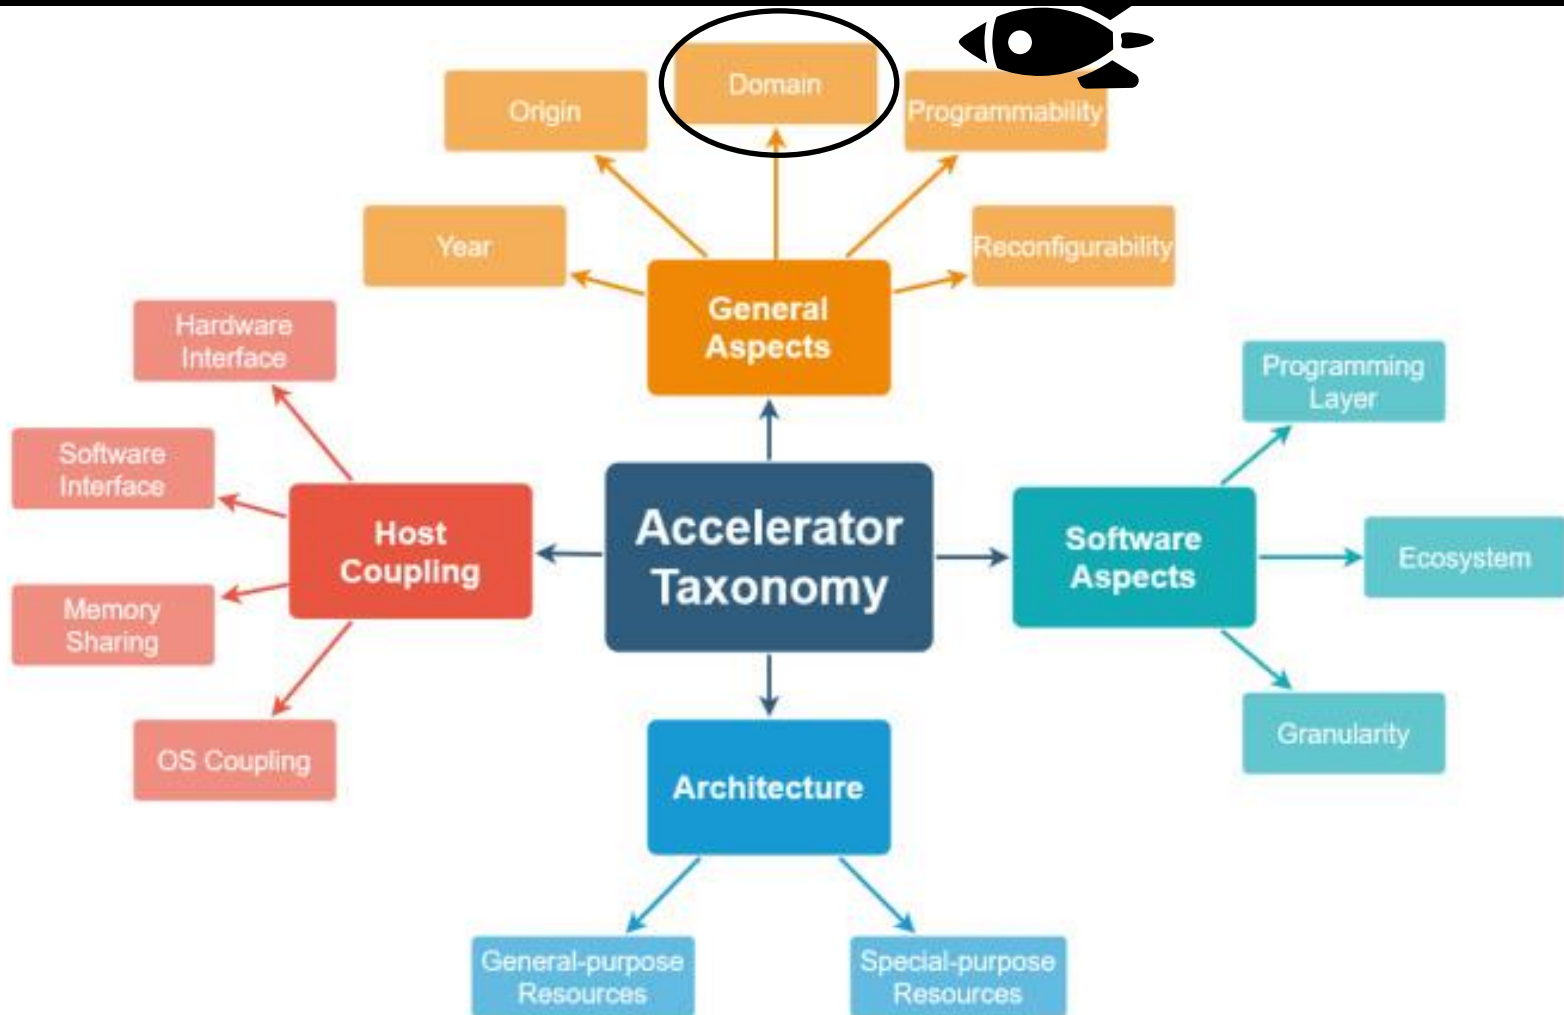 Domain
Origin
Programmability
Year
Reconfigurability
General
Aspects
Hardware
Interface
Programming
Layer
Software
Interface
Host
Coupling
Accelerator
Taxonomy
Software
Aspects
Ecosystem
Memory
Sharing
OS Coupling
Granularity
Architecture
General-purpose
Resources
Special-purpose
Resources